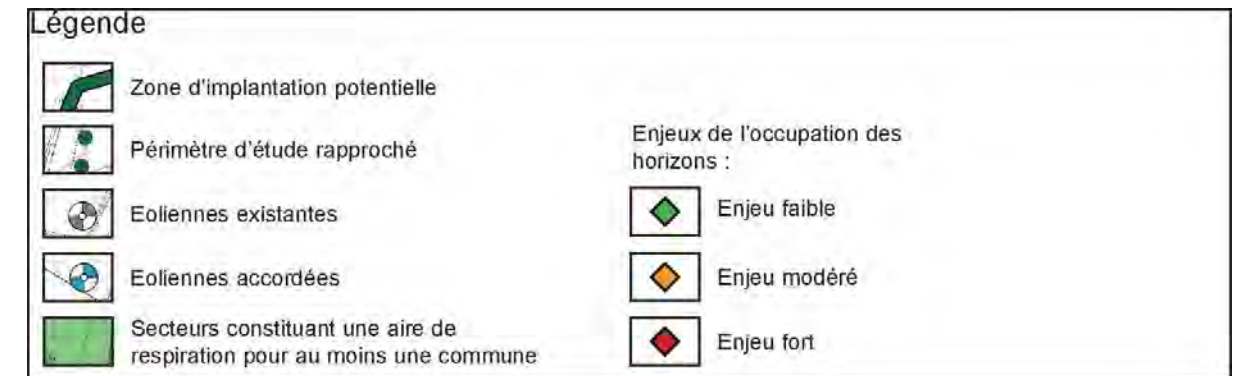 Légende
Zone d'implantation potentielle
Périmètre d'étude rapproché
Eoliennes existantes
Eoliennes accordées
Secteurs constituant une aire de
respiration pour au moins une commune
Enjeux de l'occupation des
horizons :
Enjeu faible
Enjeu modéré
Enjeu fort